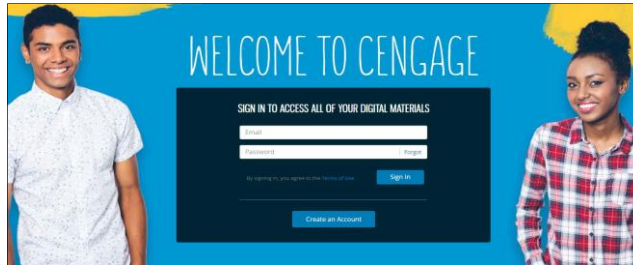 WELCOME TO CENGAGE
SIGN IN TO ACCESS ALL OF YOUR DIGITAL MATERIALS
Email
Password | Forgot
By signing in, you agree to the Terms of Use Sign In
Create an Account